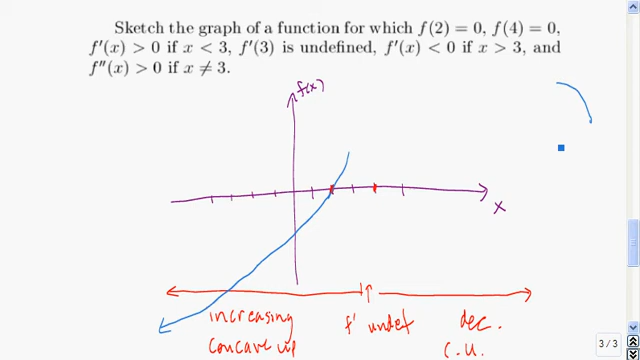 Sketch the graph of a function for which f(2) = 0, f(4) = 0,
f′(x) > 0 if x < 3, f′(3) is undefined, f′(x) < 0 if x > 3, and
f″(x) > 0 if x ≠ 3.
f(x)
x
increasing f' undef dec.
concave up C.U.
3 / 3